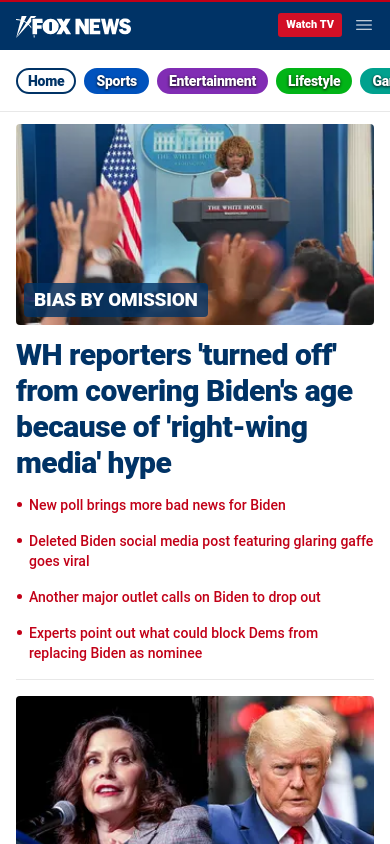 FOX NEWS
Watch TV
Home
Sports
Entertainment
Lifestyle
Ga
THE WHITE HOUSE
THE WHITE HOUSE
BIAS BY OMISSION
WH reporters 'turned off'
from covering Biden's age
because of 'right-wing
media' hype
New poll brings more bad news for Biden
Deleted Biden social media post featuring glaring gaffe
goes viral
Another major outlet calls on Biden to drop out
Experts point out what could block Dems from
replacing Biden as nominee